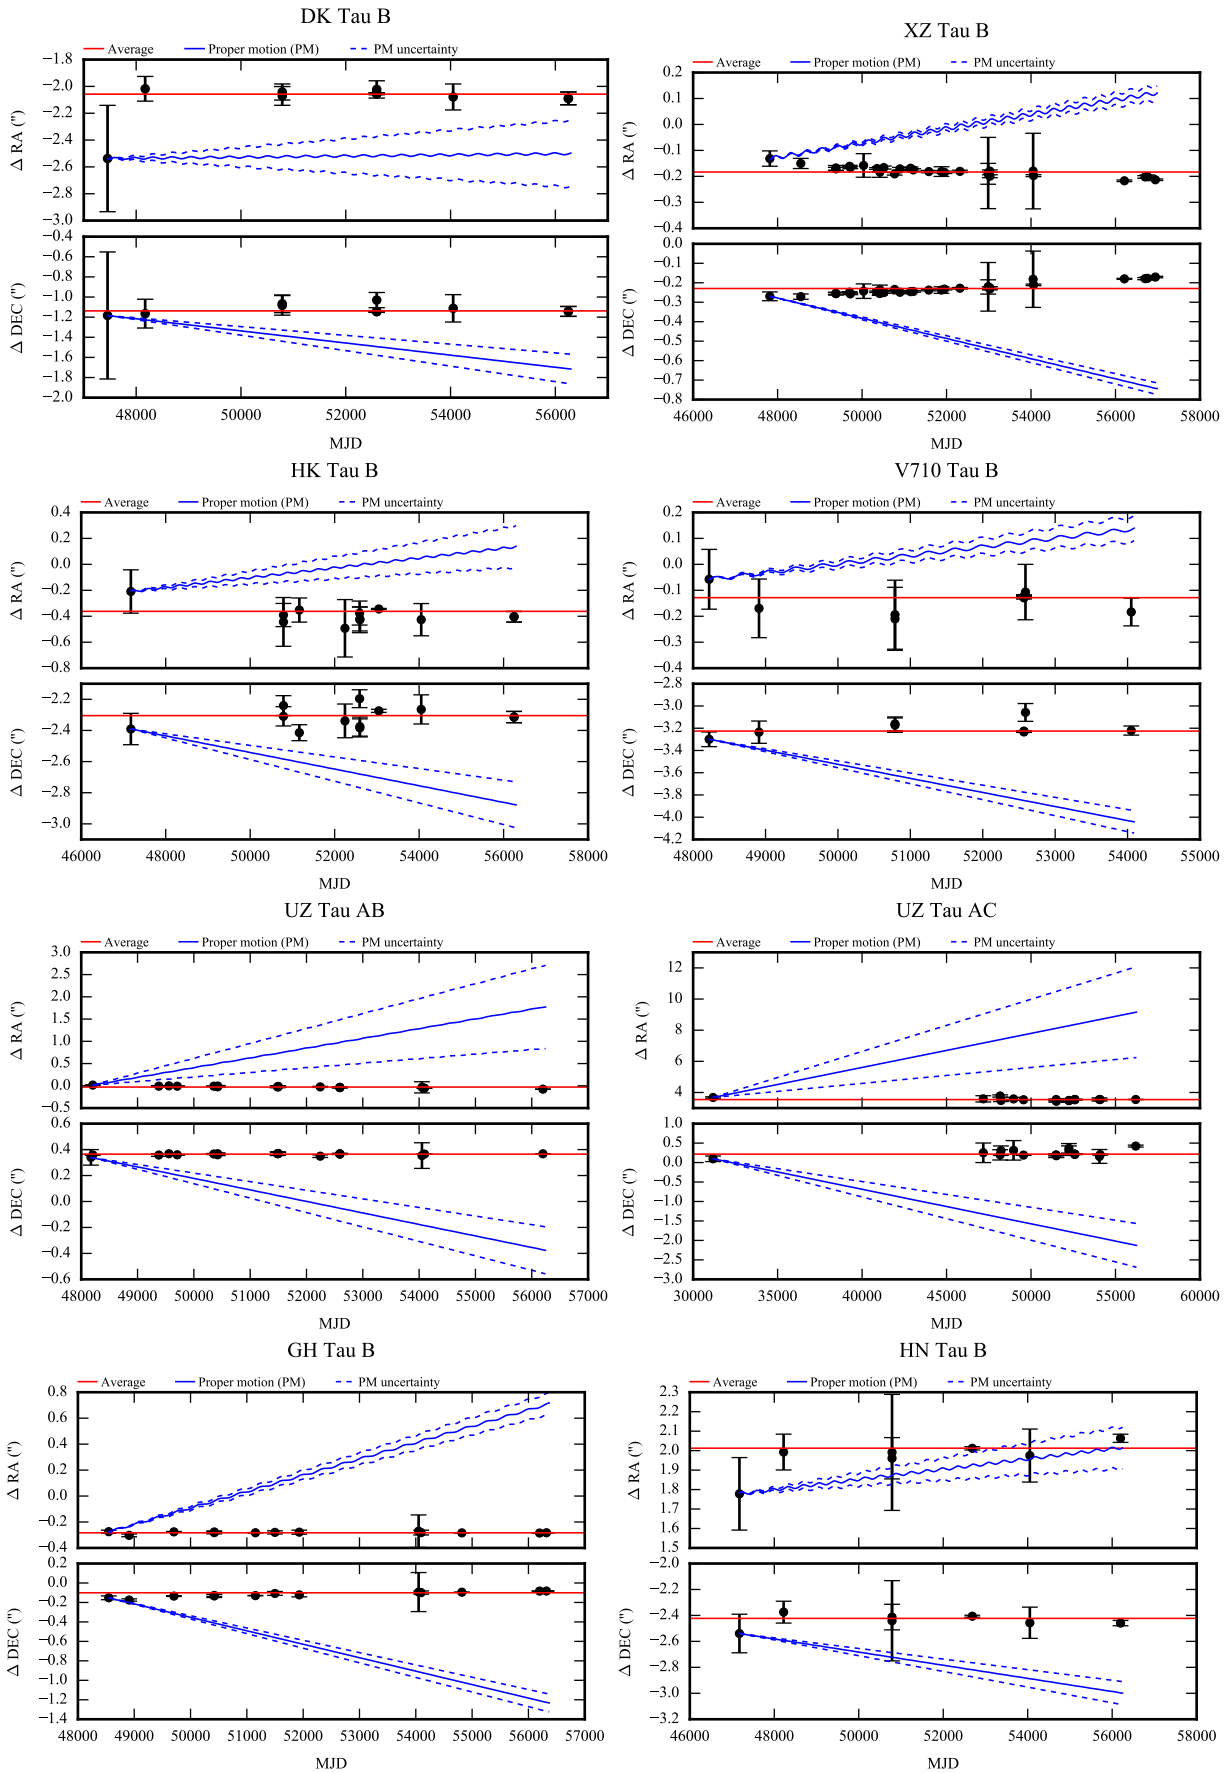 DK Tau B
Average Proper motion (PM) PM uncertainty
−1.8
−2.0
−2.2
−2.4
−2.6
−2.8
−3.0
Δ RA (")
−0.4
−0.6
−0.8
−1.0
−1.2
−1.4
−1.6
−1.8
−2.0
Δ DEC (")
48000 50000 52000 54000 56000
MJD
XZ Tau B
Average Proper motion (PM) PM uncertainty
0.2
0.1
0.0
−0.1
−0.2
−0.3
−0.4
Δ RA (")
0.0
−0.1
−0.2
−0.3
−0.4
−0.5
−0.6
−0.7
−0.8
Δ DEC (")
46000 48000 50000 52000 54000 56000 58000
MJD
HK Tau B
Average Proper motion (PM) PM uncertainty
0.4
0.2
0.0
−0.2
−0.4
−0.6
−0.8
Δ RA (")
−2.2
−2.4
−2.6
−2.8
−3.0
Δ DEC (")
46000 48000 50000 52000 54000 56000 58000
MJD
V710 Tau B
Average Proper motion (PM) PM uncertainty
0.2
0.1
0.0
−0.1
−0.2
−0.3
−0.4
Δ RA (")
−2.8
−3.0
−3.2
−3.4
−3.6
−3.8
−4.0
−4.2
Δ DEC (")
48000 49000 50000 51000 52000 53000 54000 55000
MJD
UZ Tau AB
Average Proper motion (PM) PM uncertainty
3.0
2.5
2.0
1.5
1.0
0.5
0.0
−0.5
Δ RA (")
0.6
0.4
0.2
0.0
−0.2
−0.4
−0.6
Δ DEC (")
48000 49000 50000 51000 52000 53000 54000 55000 56000 57000
MJD
UZ Tau AC
Average Proper motion (PM) PM uncertainty
12
10
8
6
4
Δ RA (")
1.0
0.5
0.0
−0.5
−1.0
−1.5
−2.0
−2.5
−3.0
Δ DEC (")
30000 35000 40000 45000 50000 55000 60000
MJD
GH Tau B
Average Proper motion (PM) PM uncertainty
0.8
0.6
0.4
0.2
0.0
−0.2
−0.4
Δ RA (")
0.2
0.0
−0.2
−0.4
−0.6
−0.8
−1.0
−1.2
−1.4
Δ DEC (")
48000 49000 50000 51000 52000 53000 54000 55000 56000 57000
MJD
HN Tau B
Average Proper motion (PM) PM uncertainty
2.3
2.2
2.1
2.0
1.9
1.8
1.7
1.6
1.5
Δ RA (")
−2.0
−2.2
−2.4
−2.6
−2.8
−3.0
−3.2
Δ DEC (")
46000 48000 50000 52000 54000 56000 58000
MJD